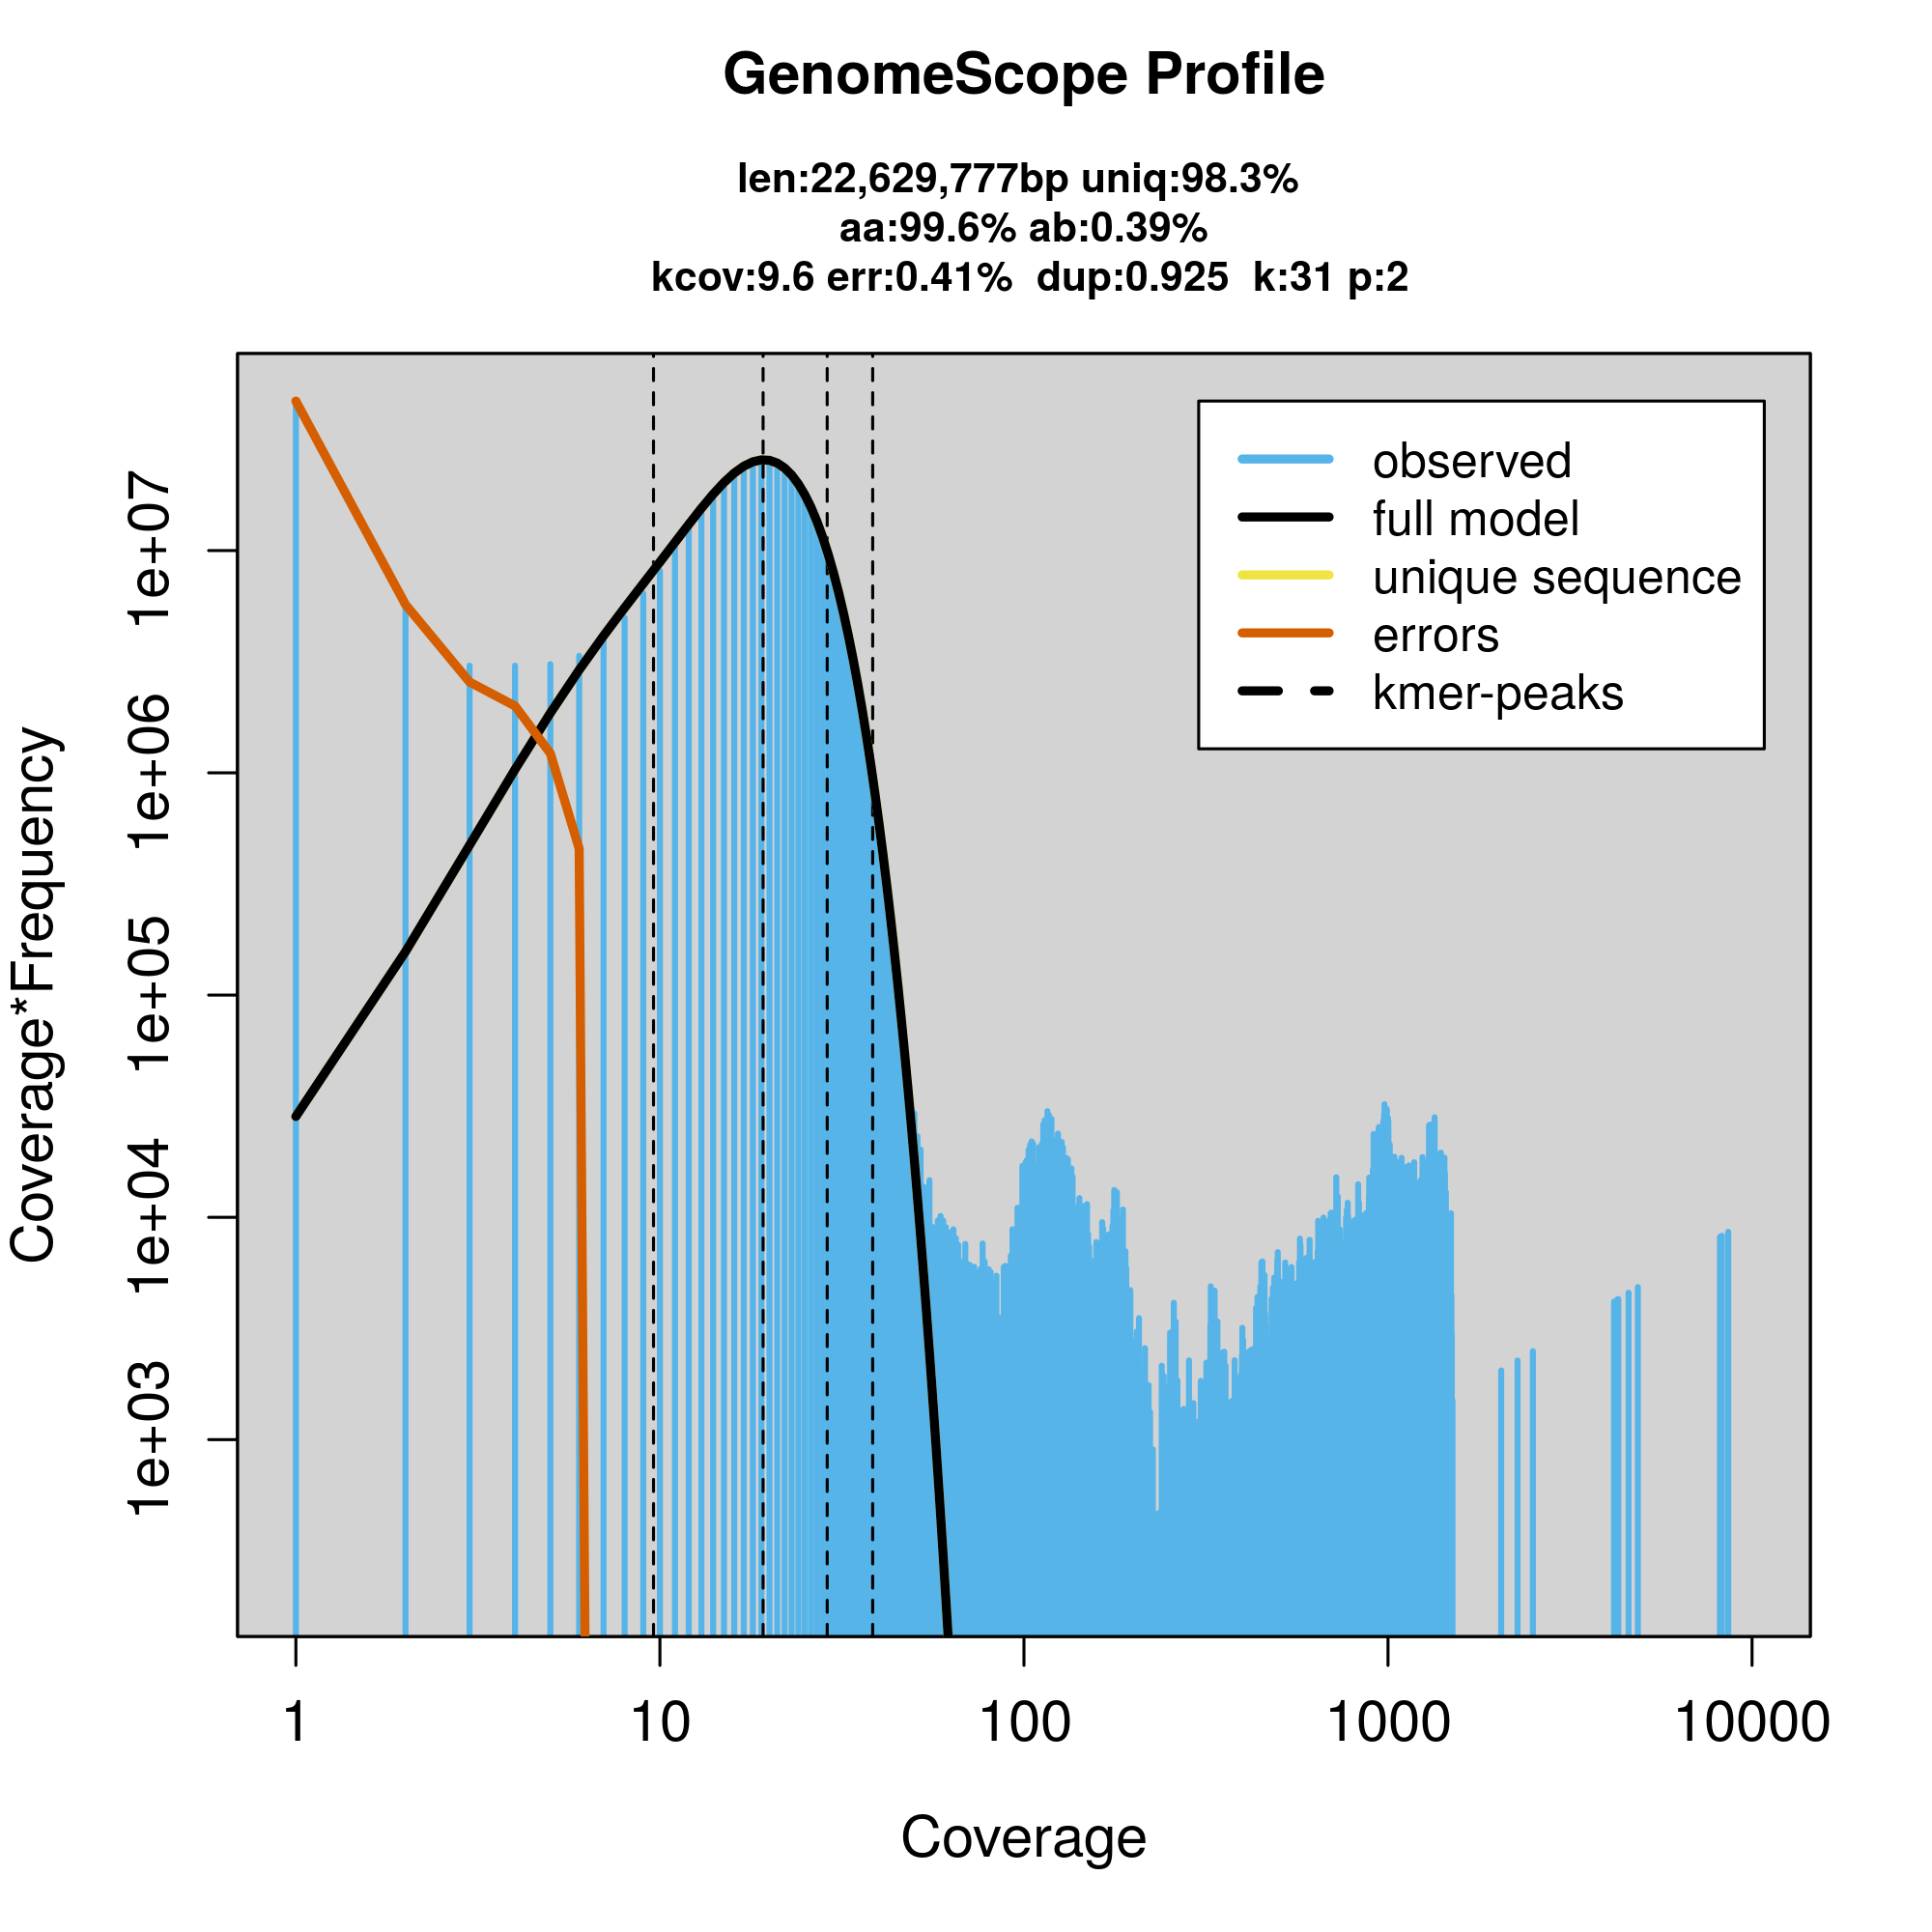 GenomeScope Profile
len:22,629,777bp uniq:98.3%
aa:99.6% ab:0.39%
kcov:9.6 err:0.41%  dup:0.925  k:31 p:2
observed
full model
unique sequence
errors
kmer-peaks
Coverage*Frequency
1e+07
1e+06
1e+05
1e+04
1e+03
1
10
100
1000
10000
Coverage